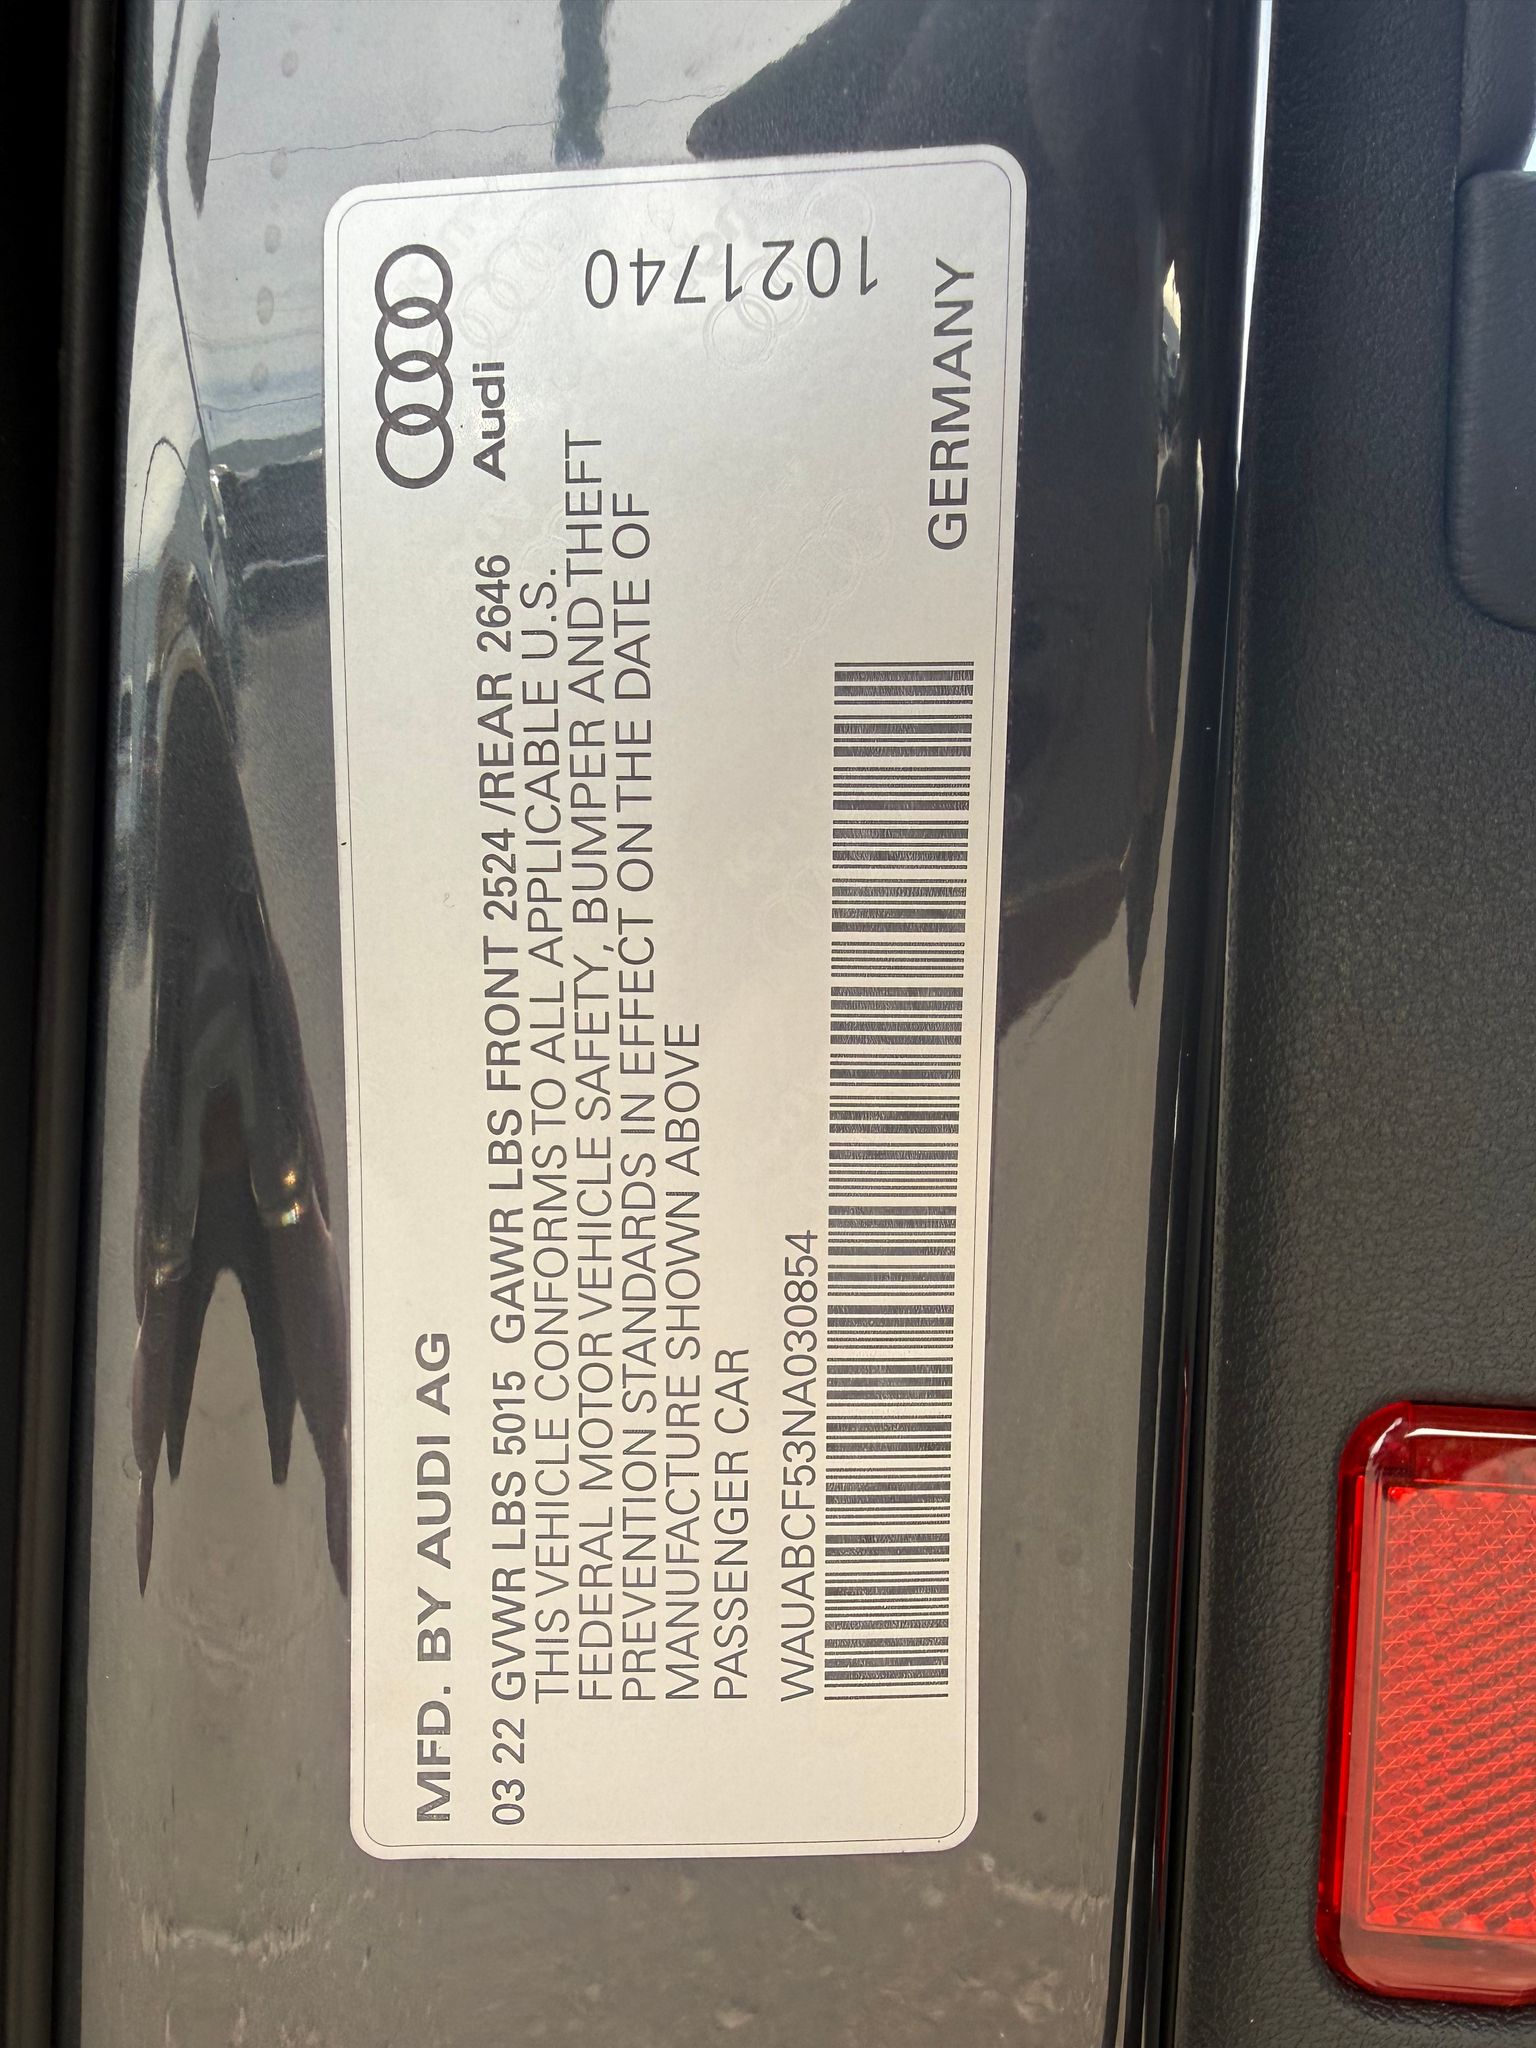 MFD. BY AUDI AG
Audi
03 22 GVWR LBS 5015 GAWR LBS FRONT 2524 /REAR 2646
THIS VEHICLE CONFORMS TO ALL APPLICABLE U.S.
FEDERAL MOTOR VEHICLE SAFETY, BUMPER AND THEFT
PREVENTION STANDARDS IN EFFECT ON THE DATE OF
MANUFACTURE SHOWN ABOVE
PASSENGER CAR
1021740
WAUABCF53NA030854
GERMANY